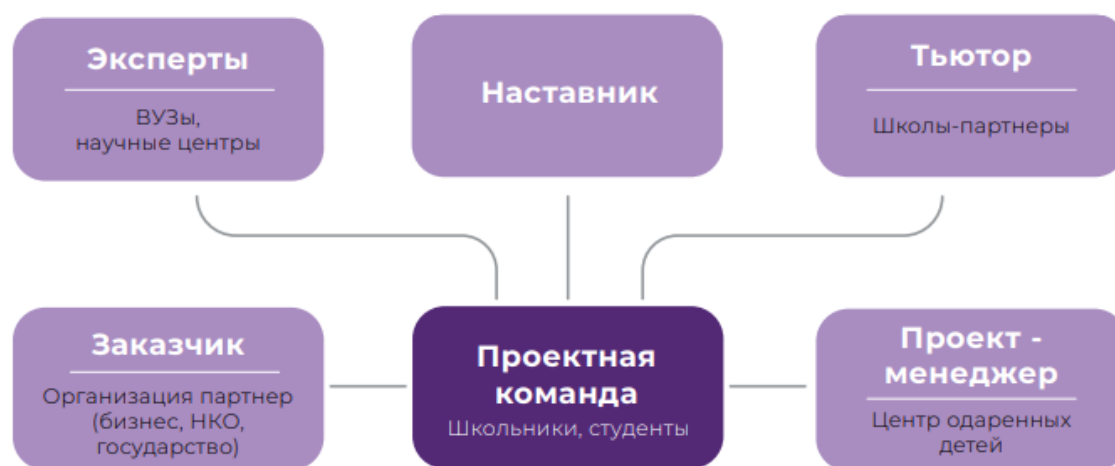 Эксперты
ВУЗы,
научные центры
Наставник
Тьютор
Школы-партнеры
Заказчик
Организация партнер
(бизнес, НКО,
государство)
Проектная
команда
Школьники, студенты
Проект -
менеджер
Центр одаренных
детей